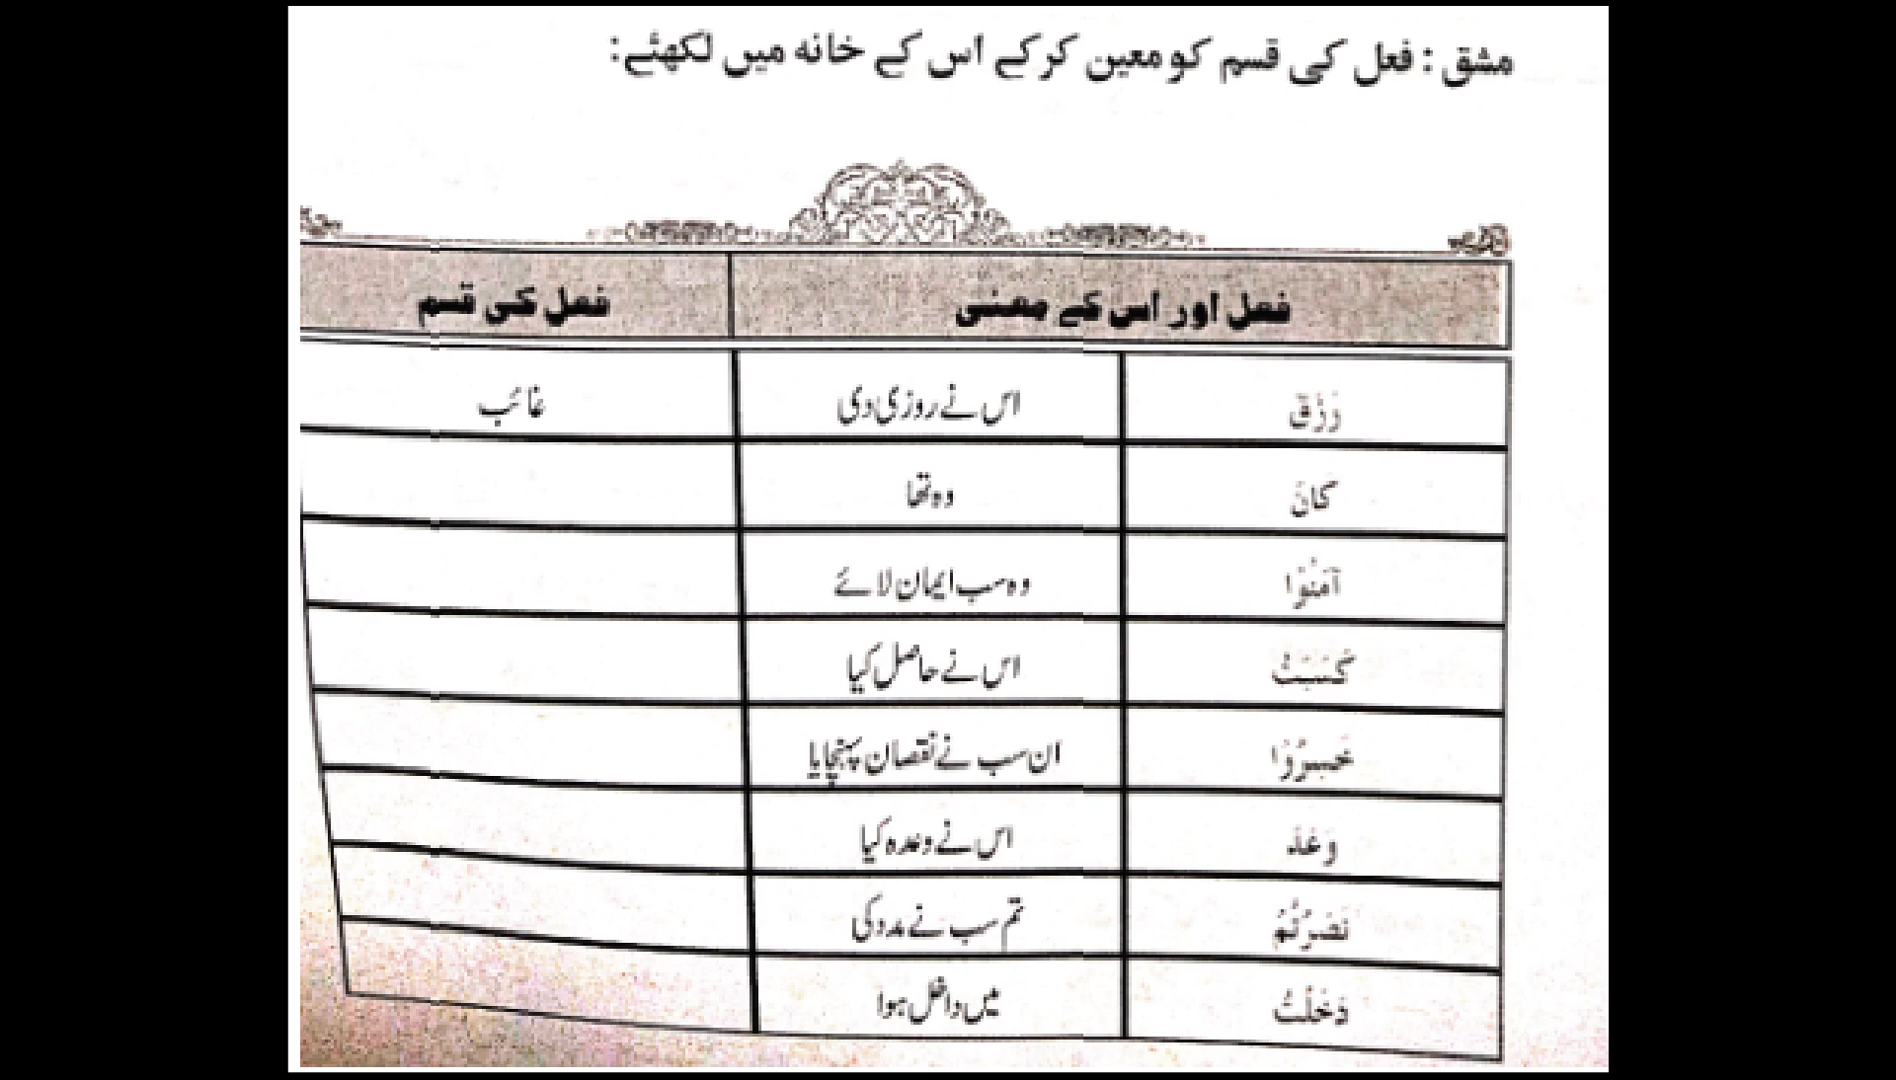 مشق : فعل کی قسم کو معین کر کے اس کے خانہ میں لکھئے:
فعل اور اس کے معنی فعل کی قسم
رَزَقَ اس نے روزی دی غائب
كَانَ وہ تھا
آمَنُوْا وہ سب ایمان لائے
كَسَبَتْ اس نے حاصل کیا
خَسِرُوْا ان سب نے نقصان پہنچایا
وَعَدَ اس نے وعدہ کیا
نَصَرْتُمْ تم سب نے مدد کی
دَخَلْتُ میں داخل ہوا